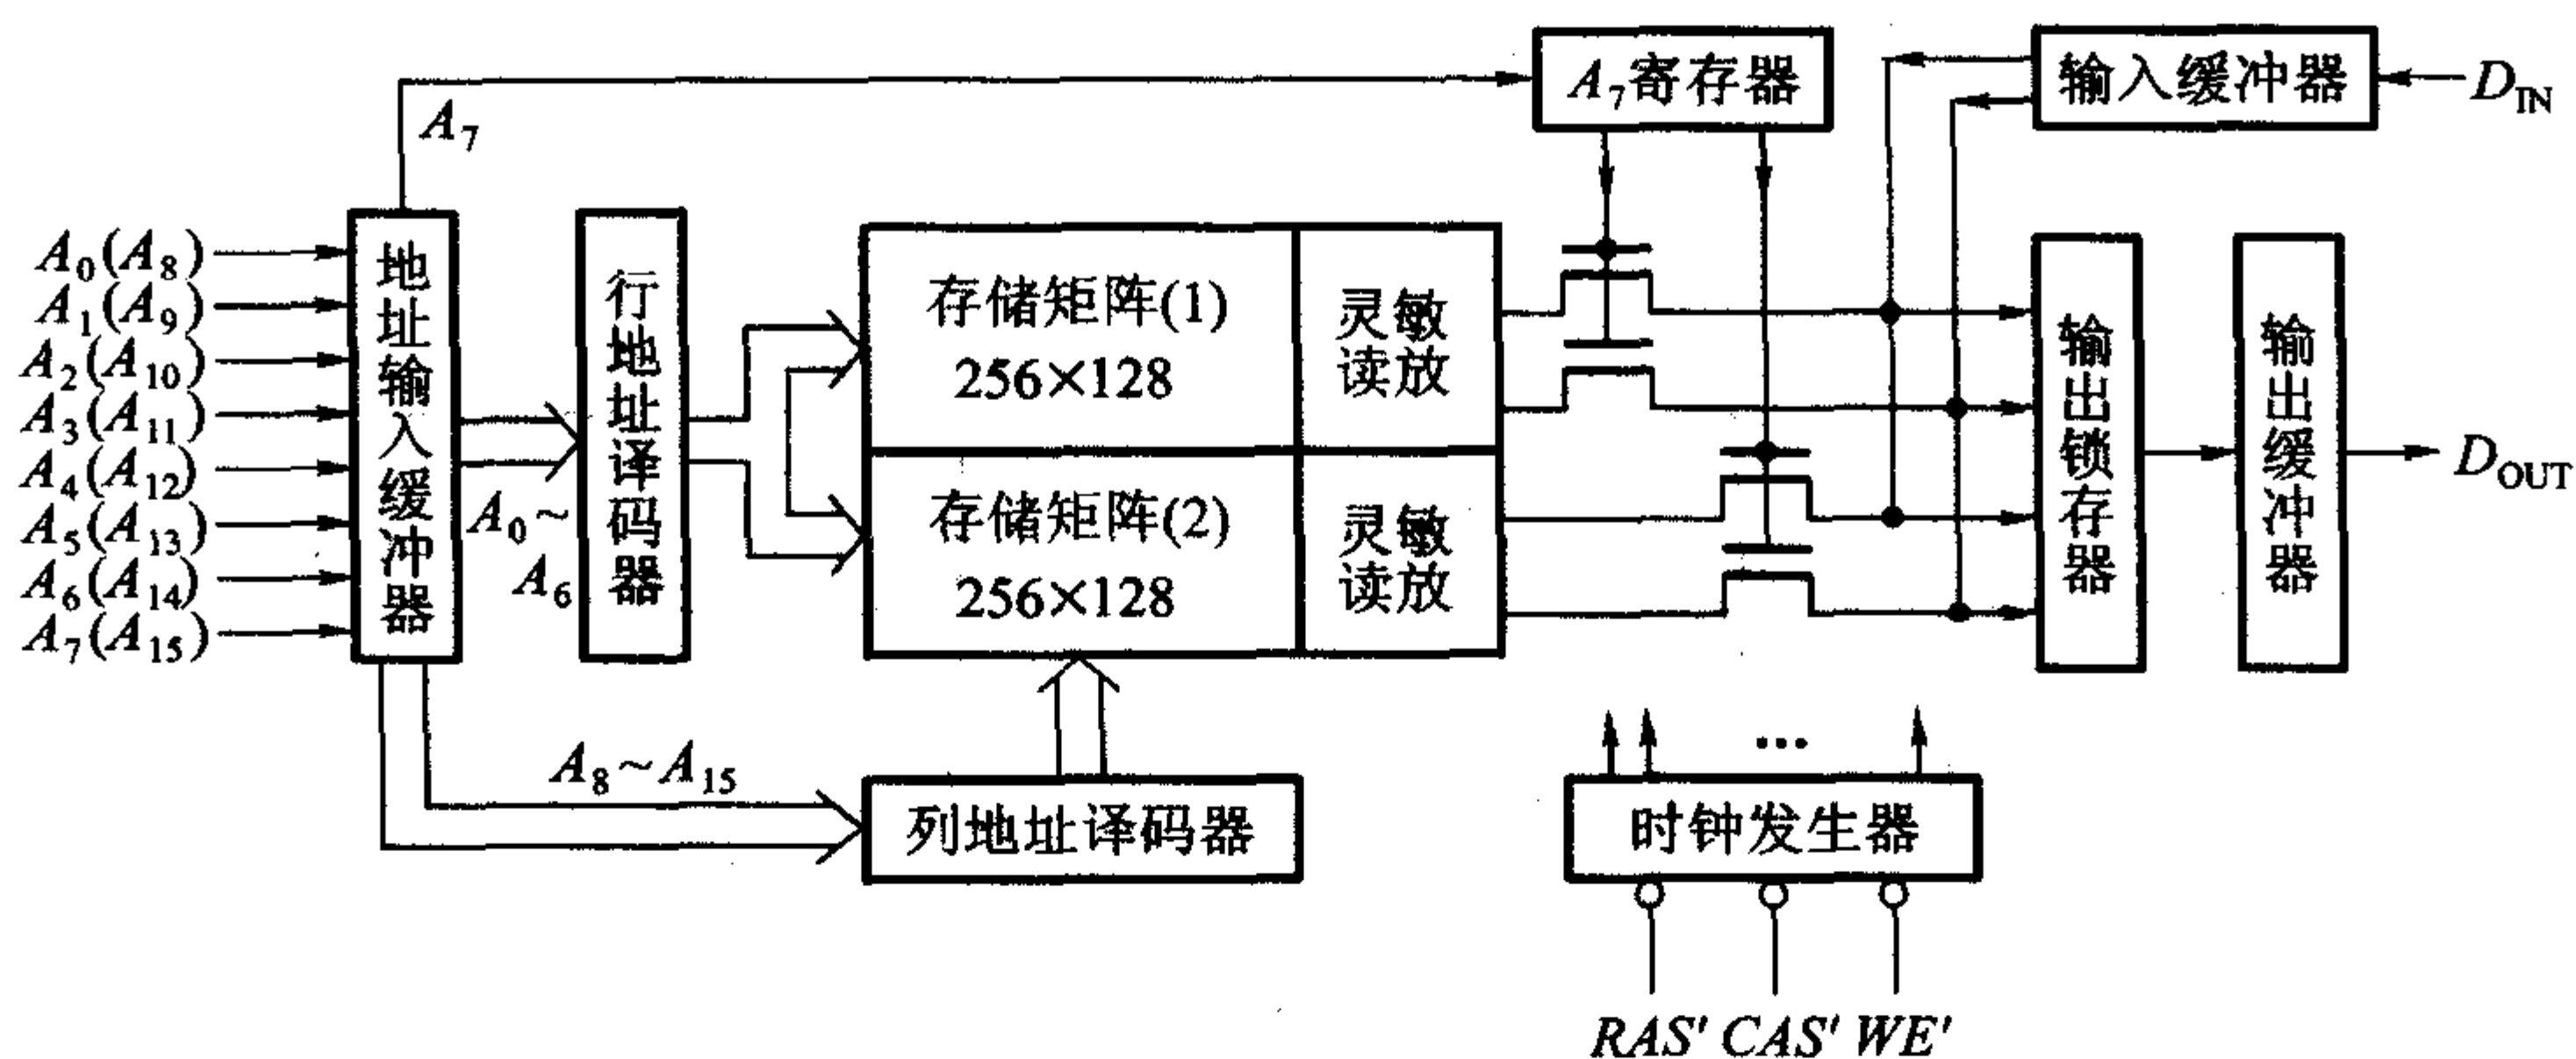 A₇寄存器
输入缓冲器
D_IN
A₇
A₀(A₈)
A₁(A₉)
A₂(A₁₀)
A₃(A₁₁)
A₄(A₁₂)
A₅(A₁₃)
A₆(A₁₄)
A₇(A₁₅)
地址输入缓冲器
A₀~
A₆
行地址译码器
存储矩阵(1)
256×128
灵敏
读放
存储矩阵(2)
256×128
灵敏
读放
输出锁存器
输出缓冲器
D_OUT
A₈~A₁₅
列地址译码器
…
时钟发生器
RAS' CAS' WE'